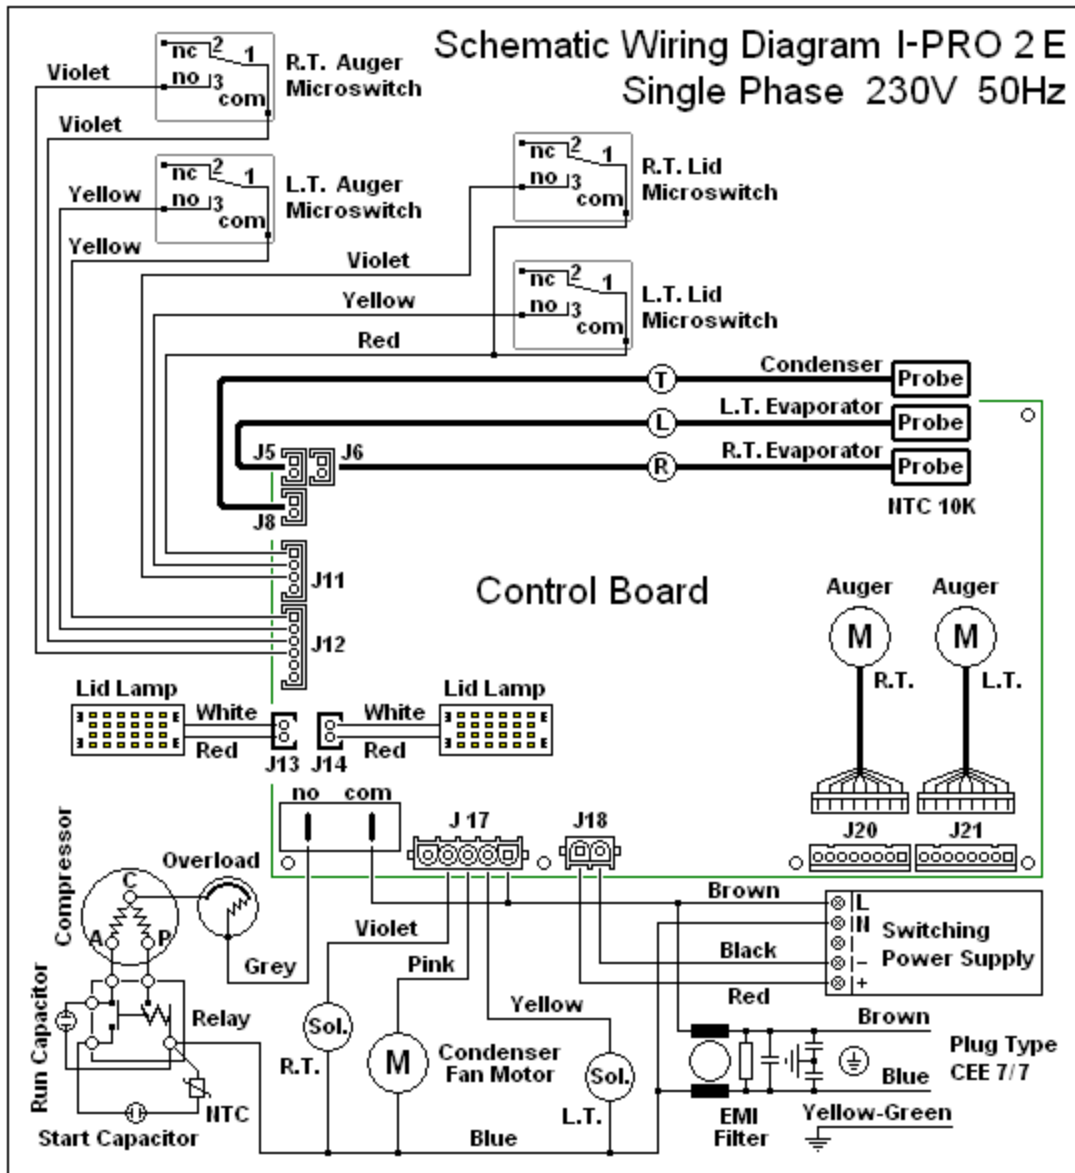 Schematic Wiring Diagram I-PRO 2 E
Single Phase 230V 50Hz
nc 2 1
no 3
com
R.T. Auger
Microswitch
Violet
Violet
nc 2 1
no 3
com
L.T. Auger
Microswitch
Yellow
Yellow
nc 2 1
no 3
com
R.T. Lid
Microswitch
Violet
nc 2 1
no 3
com
L.T. Lid
Microswitch
Yellow
Red
T
Condenser
Probe
L
L.T. Evaporator
Probe
R
R.T. Evaporator
Probe
NTC 10K
J5
J6
J8
J11
J12
Control Board
Auger
M
R.T.
Auger
M
L.T.
Lid Lamp
White
Red
J13
J14
White
Red
Lid Lamp
no com
J 17
J18
J20
J21
Compressor
C
A
P
Overload
Grey
Violet
Pink
Yellow
Brown
Black
Red
L
N
–
+
Switching
Power Supply
Run Capacitor
Relay
NTC
Start Capacitor
Sol.
R.T.
M
Condenser
Fan Motor
Sol.
L.T.
Blue
EMI
Filter
Brown
Blue
Yellow-Green
Plug Type
CEE 7/7